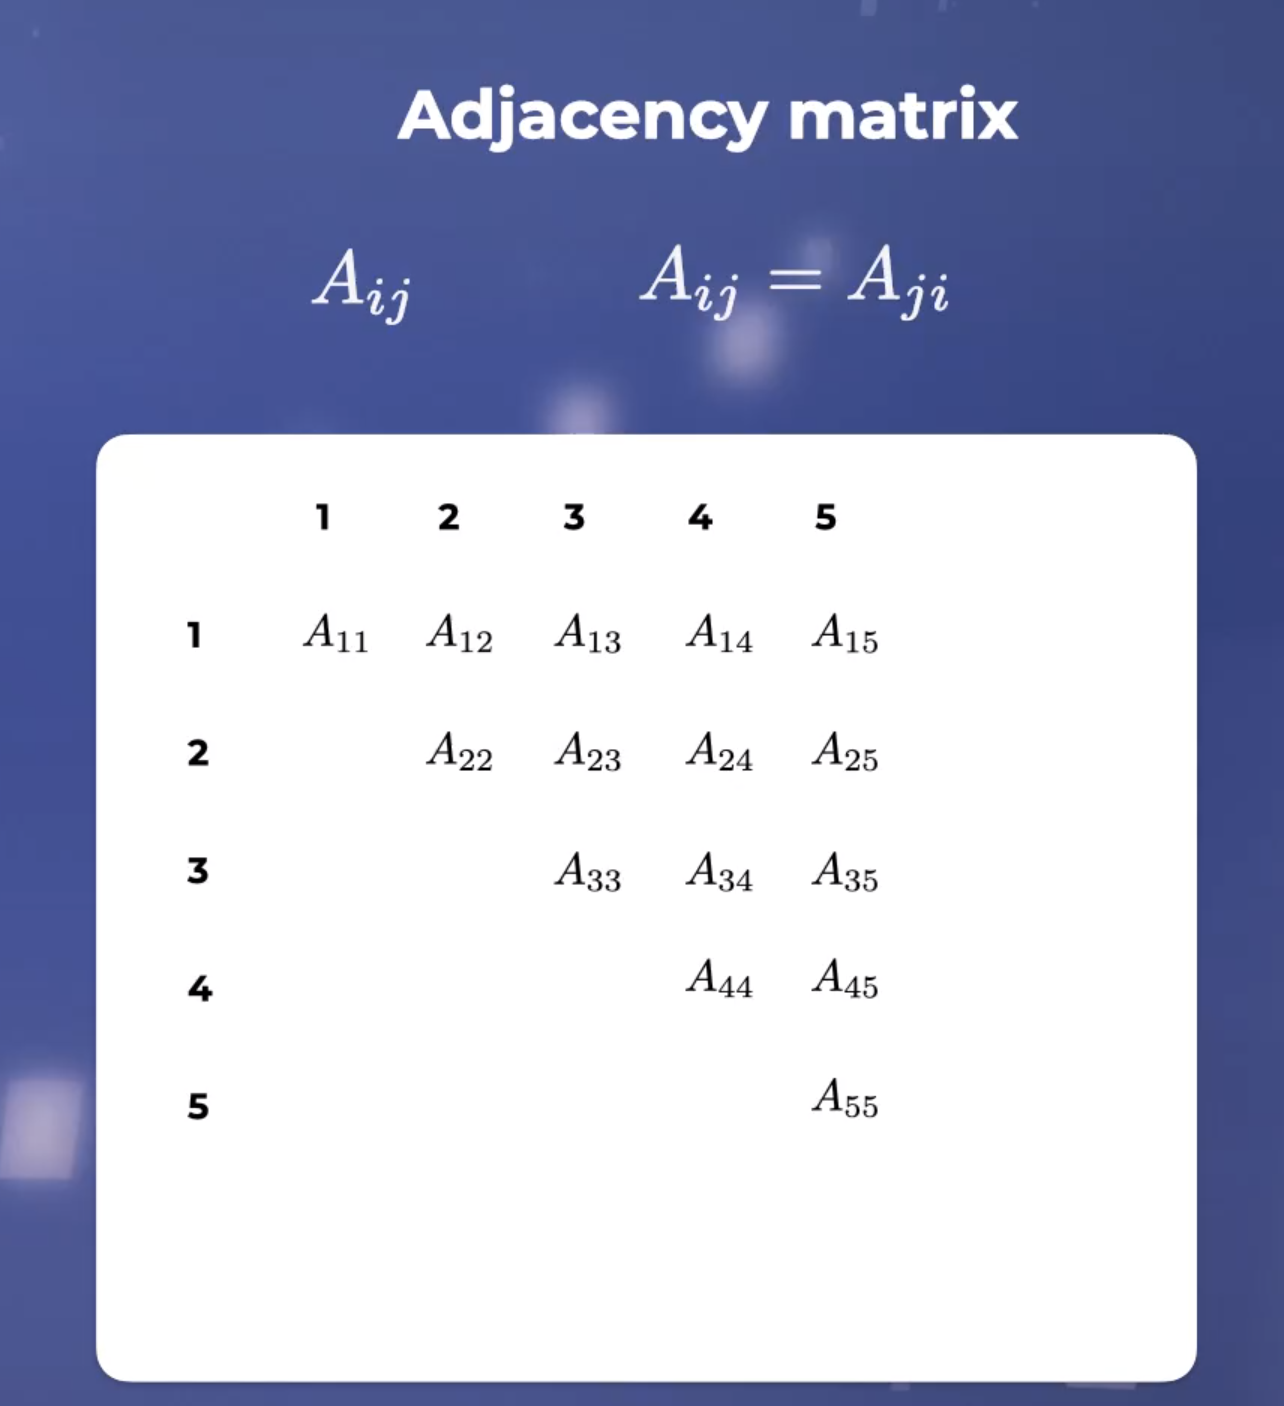 Adjacency matrix
A_{ij} A_{ij} = A_{ji}
1 2 3 4 5
1 A_{11} A_{12} A_{13} A_{14} A_{15}
2 A_{22} A_{23} A_{24} A_{25}
3 A_{33} A_{34} A_{35}
4 A_{44} A_{45}
5 A_{55}